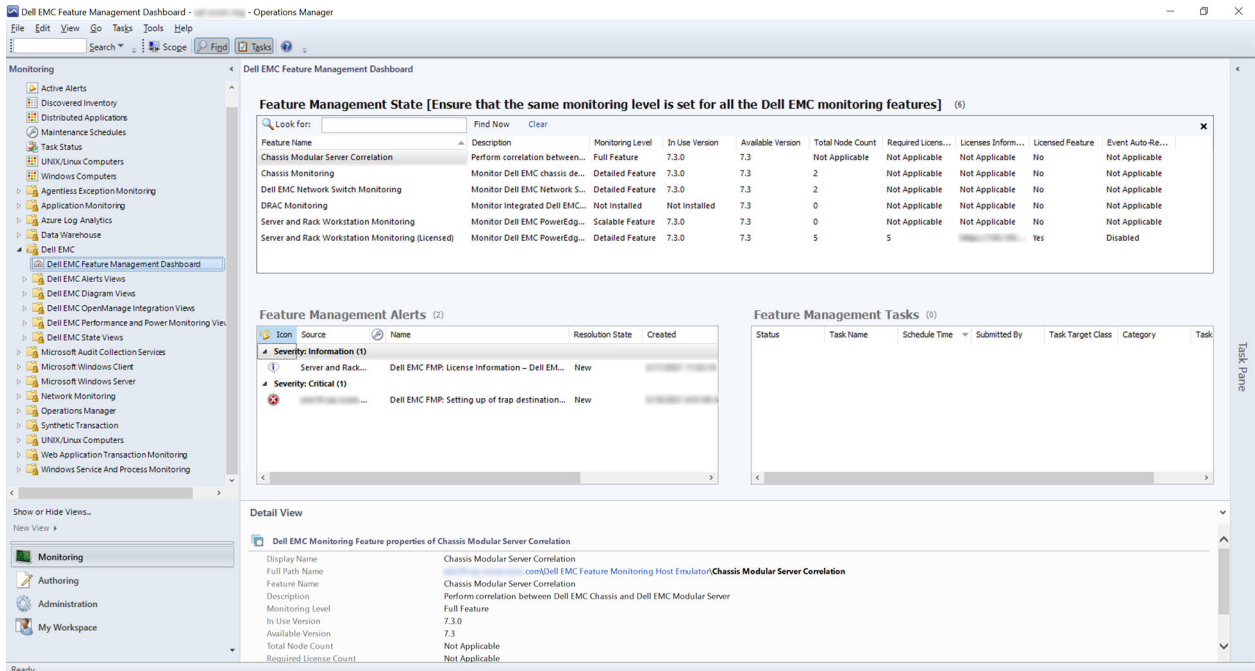 Dell EMC Feature Management Dashboard - - Operations Manager
File Edit View Go Tasks Tools Help
Search Scope Find Tasks
Monitoring
Active Alerts
Discovered Inventory
Distributed Applications
Maintenance Schedules
Task Status
UNIX/Linux Computers
Windows Computers
Agentless Exception Monitoring
Application Monitoring
Azure Log Analytics
Data Warehouse
Dell EMC
Dell EMC Feature Management Dashboard
Dell EMC Alerts Views
Dell EMC Diagram Views
Dell EMC OpenManage Integration Views
Dell EMC Performance and Power Monitoring View
Dell EMC State Views
Microsoft Audit Collection Services
Microsoft Windows Client
Microsoft Windows Server
Network Monitoring
Operations Manager
Synthetic Transaction
UNIX/Linux Computers
Web Application Transaction Monitoring
Windows Service And Process Monitoring
Show or Hide Views...
New View
Monitoring
Authoring
Administration
My Workspace
Ready
Dell EMC Feature Management Dashboard
Feature Management State [Ensure that the same monitoring level is set for all the Dell EMC monitoring features] (6)
Look for: Find Now Clear
Feature Name Description Monitoring Level In Use Version Available Version Total Node Count Required Licens... Licenses Inform... Licensed Feature Event Auto-Re...
Chassis Modular Server Correlation Perform correlation between... Full Feature 7.3.0 7.3 Not Applicable Not Applicable Not Applicable No Not Applicable
Chassis Monitoring Monitor Dell EMC chassis de... Detailed Feature 7.3.0 7.3 2 Not Applicable Not Applicable No Not Applicable
Dell EMC Network Switch Monitoring Monitor Dell EMC Network S... Detailed Feature 7.3.0 7.3 2 Not Applicable Not Applicable No Not Applicable
DRAC Monitoring Monitor Integrated Dell EMC... Not Installed Not Installed 7.3 0 Not Applicable Not Applicable No Not Applicable
Server and Rack Workstation Monitoring Monitor Dell EMC PowerEdg... Scalable Feature 7.3.0 7.3 0 Not Applicable Not Applicable No Not Applicable
Server and Rack Workstation Monitoring (Licensed) Monitor Dell EMC PowerEdg... Detailed Feature 7.3.0 7.3 5 5 Yes Disabled
Feature Management Alerts (2)
Icon Source Name Resolution State Created
Severity: Information (1)
Server and Rack... Dell EMC FMP: License Information – Dell EM... New
Severity: Critical (1)
... Dell EMC FMP: Setting up of trap destination... New
Feature Management Tasks (0)
Status Task Name Schedule Time Submitted By Task Target Class Category Task
Task Pane
Detail View
Dell EMC Monitoring Feature properties of Chassis Modular Server Correlation
Display Name Chassis Modular Server Correlation
Full Path Name .com\Dell EMC Feature Monitoring Host Emulator\Chassis Modular Server Correlation
Feature Name Chassis Modular Server Correlation
Description Perform correlation between Dell EMC Chassis and Dell EMC Modular Server
Monitoring Level Full Feature
In Use Version 7.3.0
Available Version 7.3
Total Node Count Not Applicable
Required License Count Not Applicable